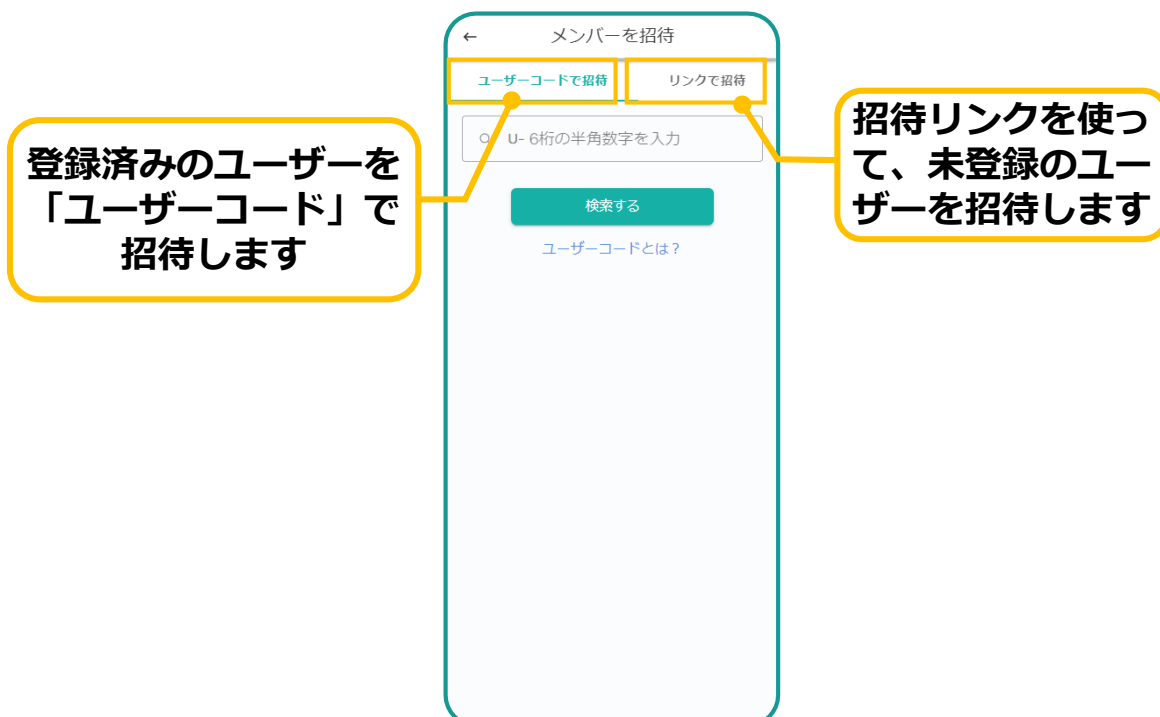 ← メンバーを招待
ユーザーコードで招待
リンクで招待
U- 6桁の半角数字を入力
検索する
ユーザーコードとは？
登録済みのユーザーを
「ユーザーコード」で
招待します
招待リンクを使っ
て、未登録のユー
ザーを招待します